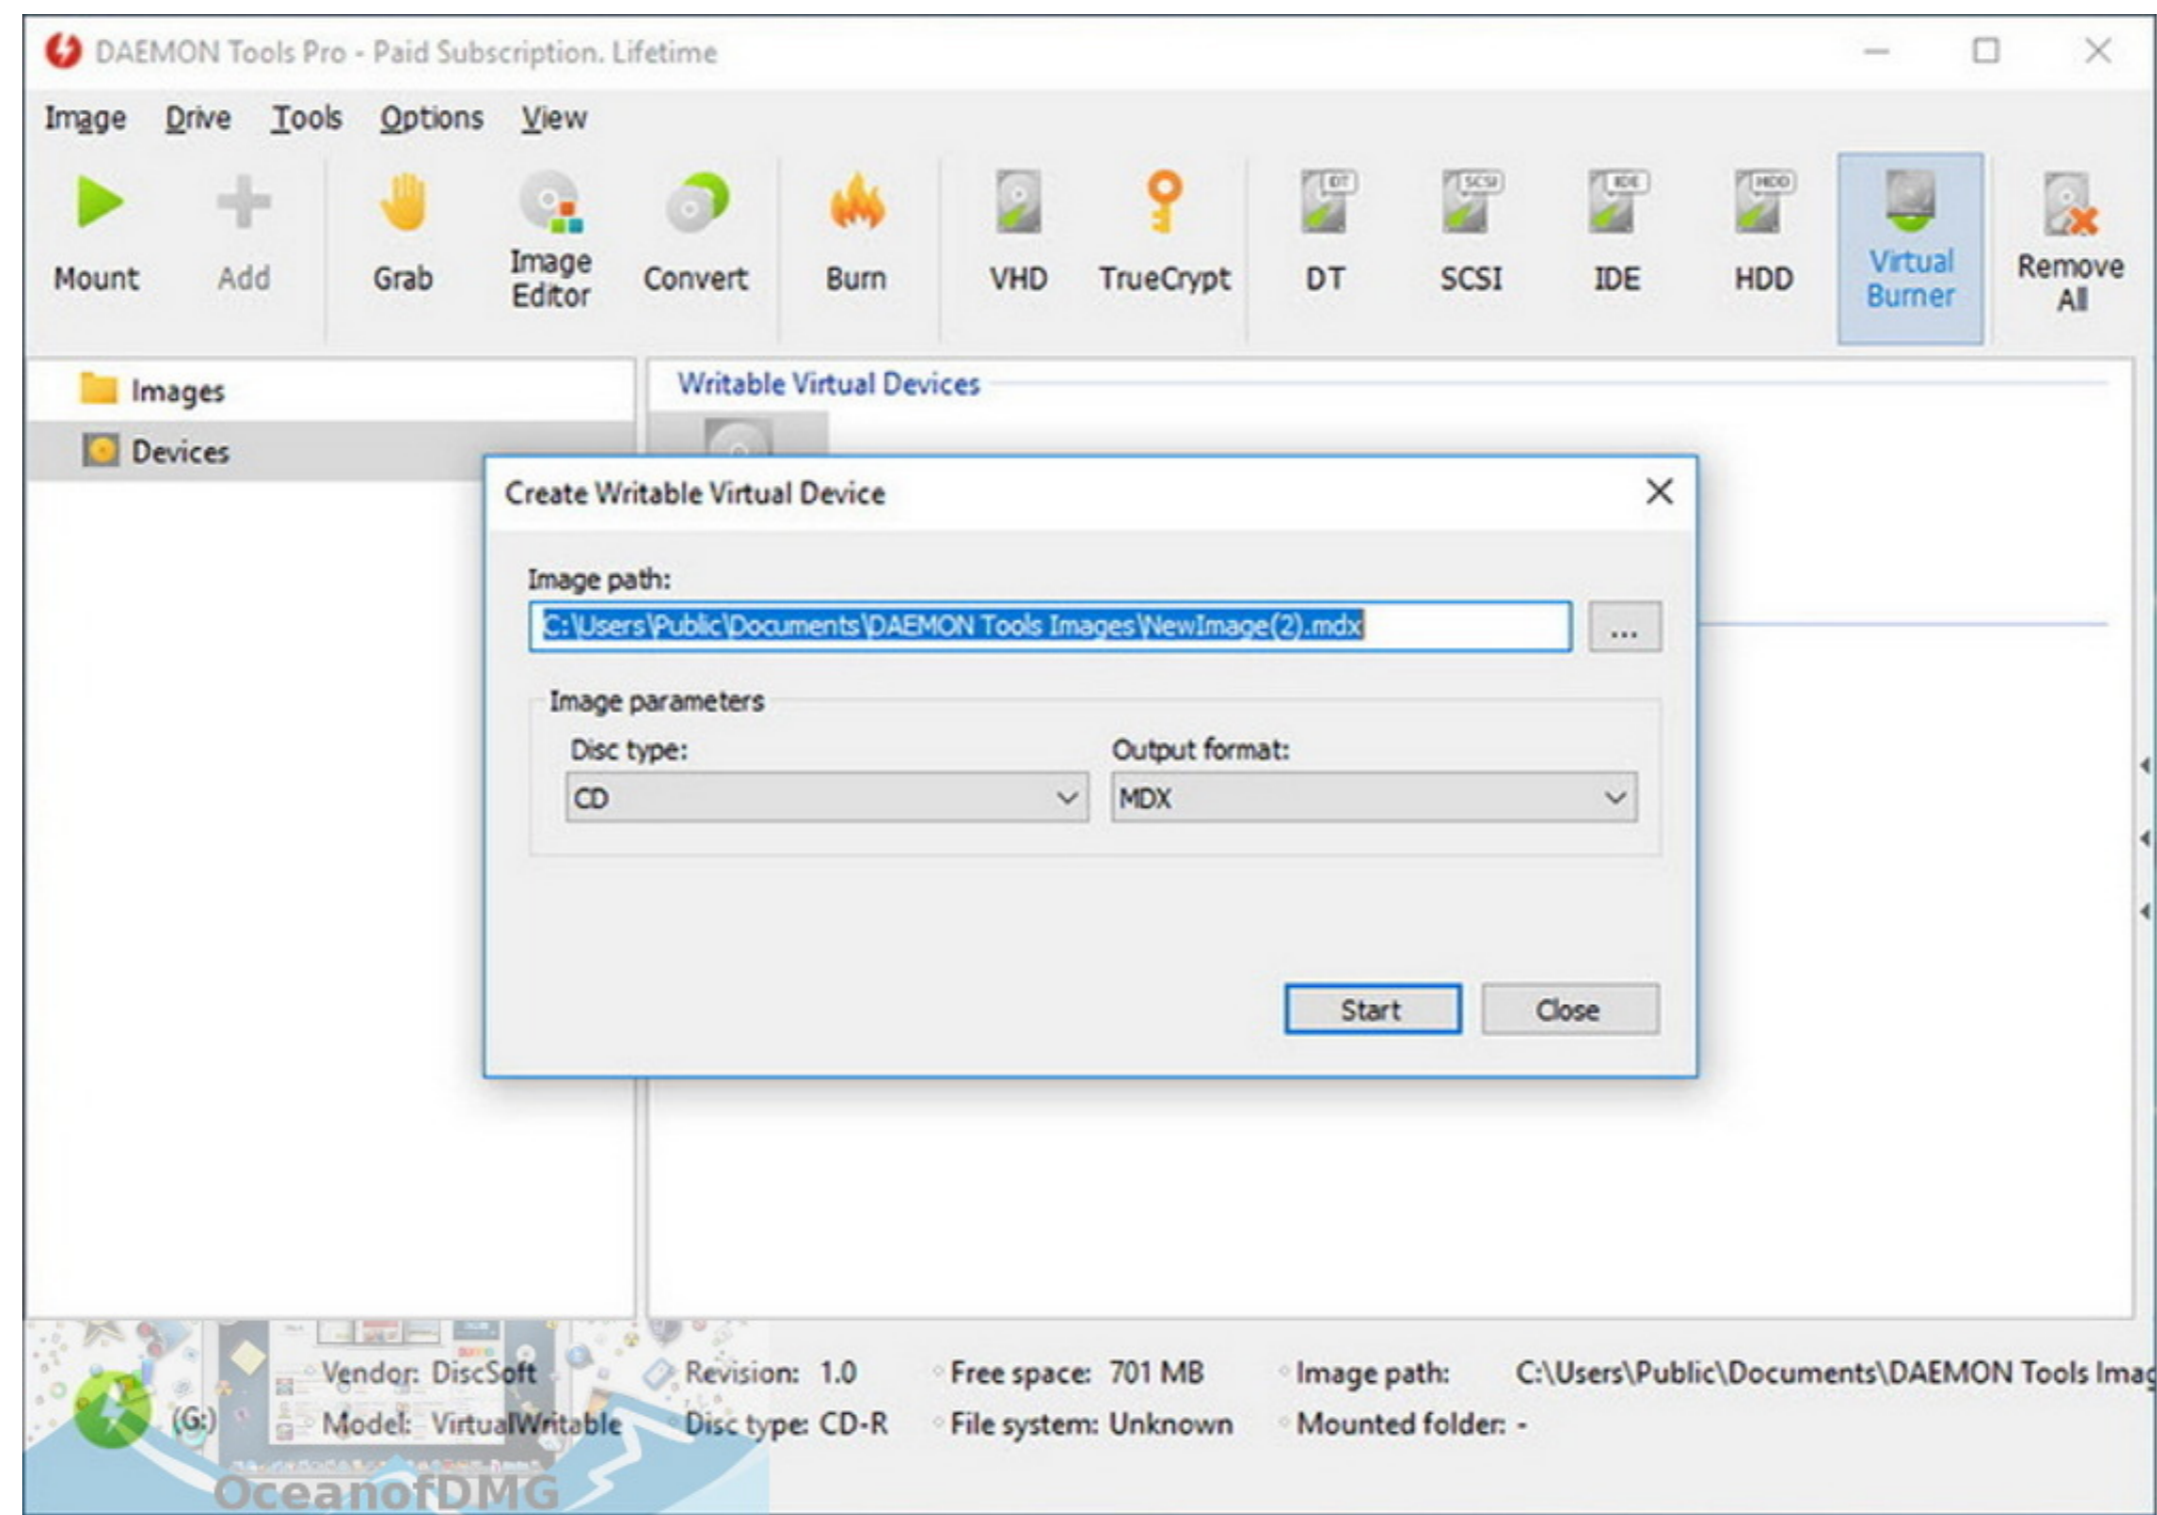 DAEMON Tools Pro - Paid Subscription. Lifetime
Image Drive Tools Options View
DT SCSI IDE HDD
Mount Add Grab Image Editor Convert Burn VHD TrueCrypt DT SCSI IDE HDD Virtual Burner Remove All
Images
Devices
Writable Virtual Devices
Create Writable Virtual Device
Image path:
C:\Users\Public\Documents\DAEMON Tools Images\NewImage(2).mdx
...
Image parameters
Disc type: Output format:
CD MDX
Start Close
Vendor: DiscSoft Revision: 1.0 Free space: 701 MB Image path: C:\Users\Public\Documents\DAEMON Tools Imag
(G:) Model: VirtualWritable Disc type: CD-R File system: Unknown Mounted folder: -
OceanofDMG